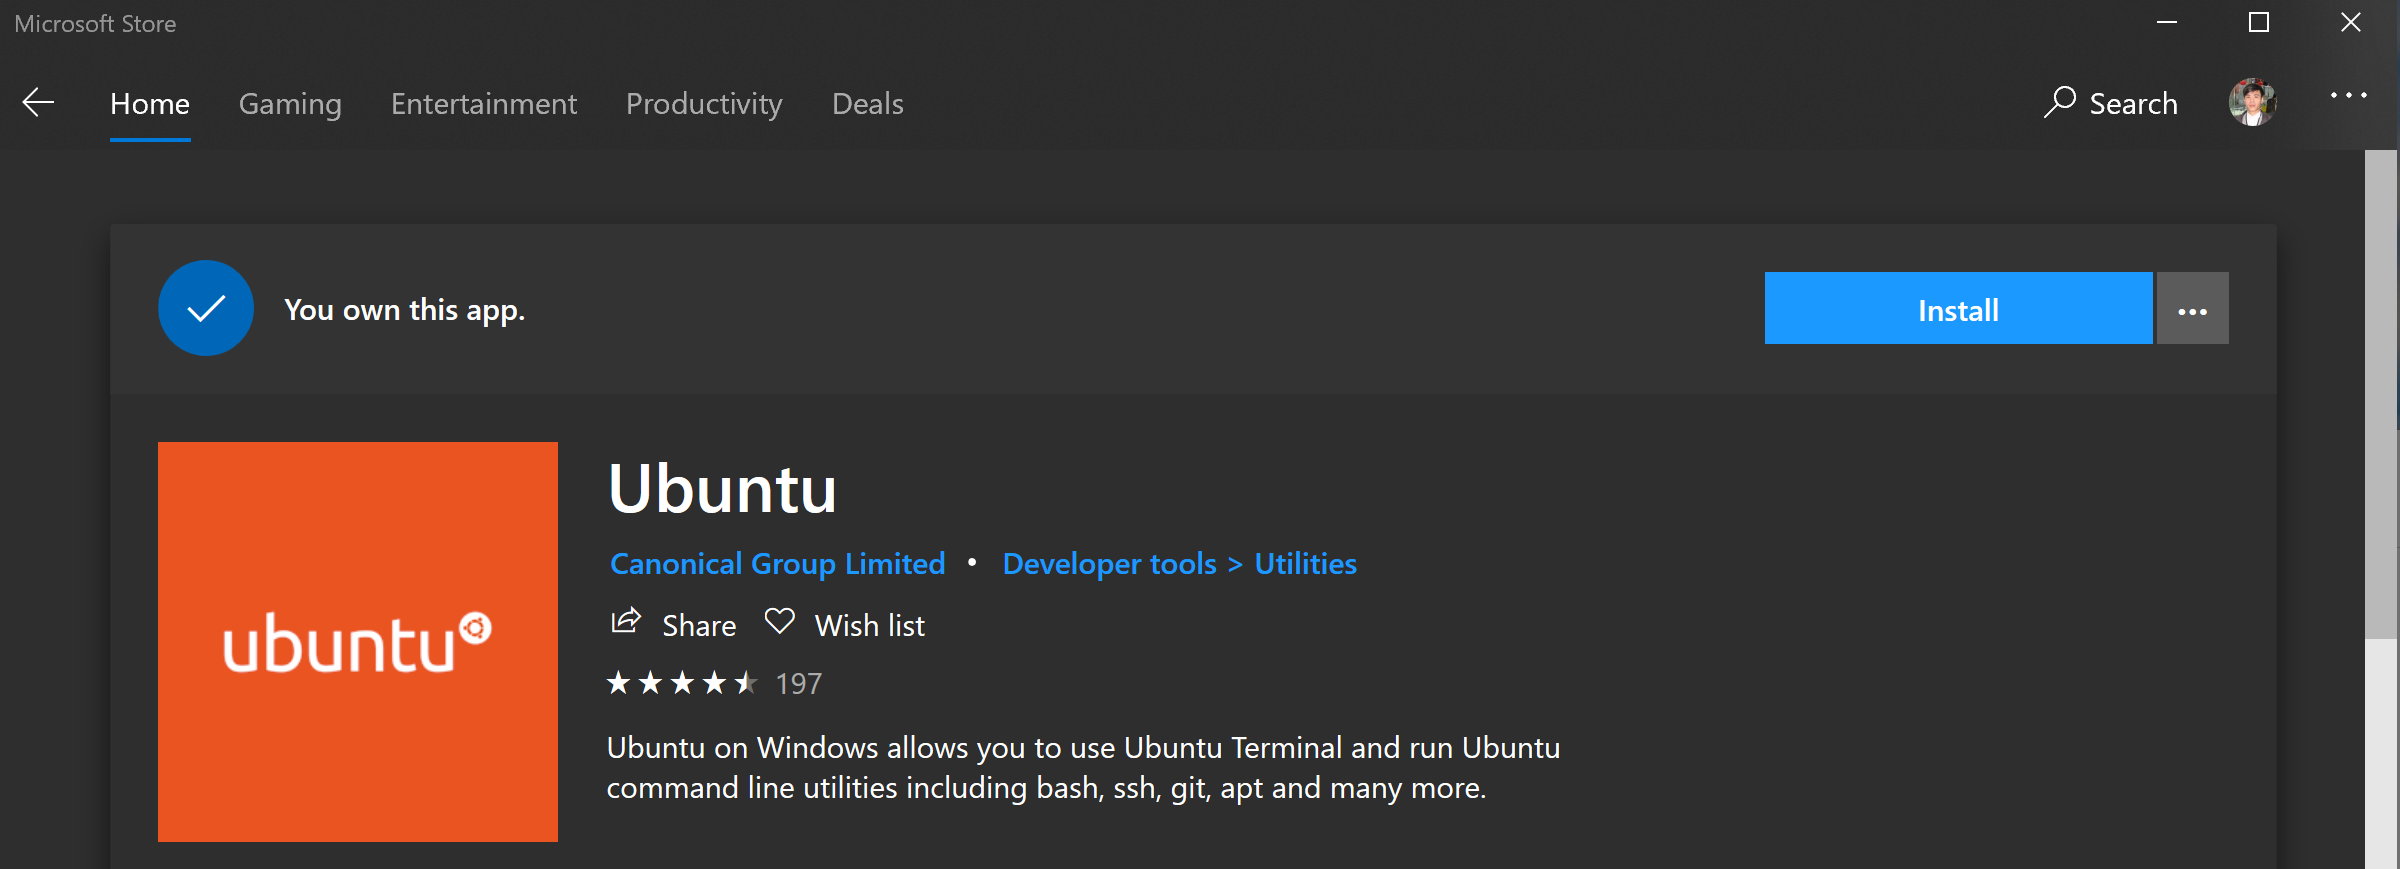 Microsoft Store
Home Gaming Entertainment Productivity Deals Search
You own this app. Install
ubuntu
Ubuntu
Canonical Group Limited • Developer tools > Utilities
Share Wish list
197
Ubuntu on Windows allows you to use Ubuntu Terminal and run Ubuntu
command line utilities including bash, ssh, git, apt and many more.